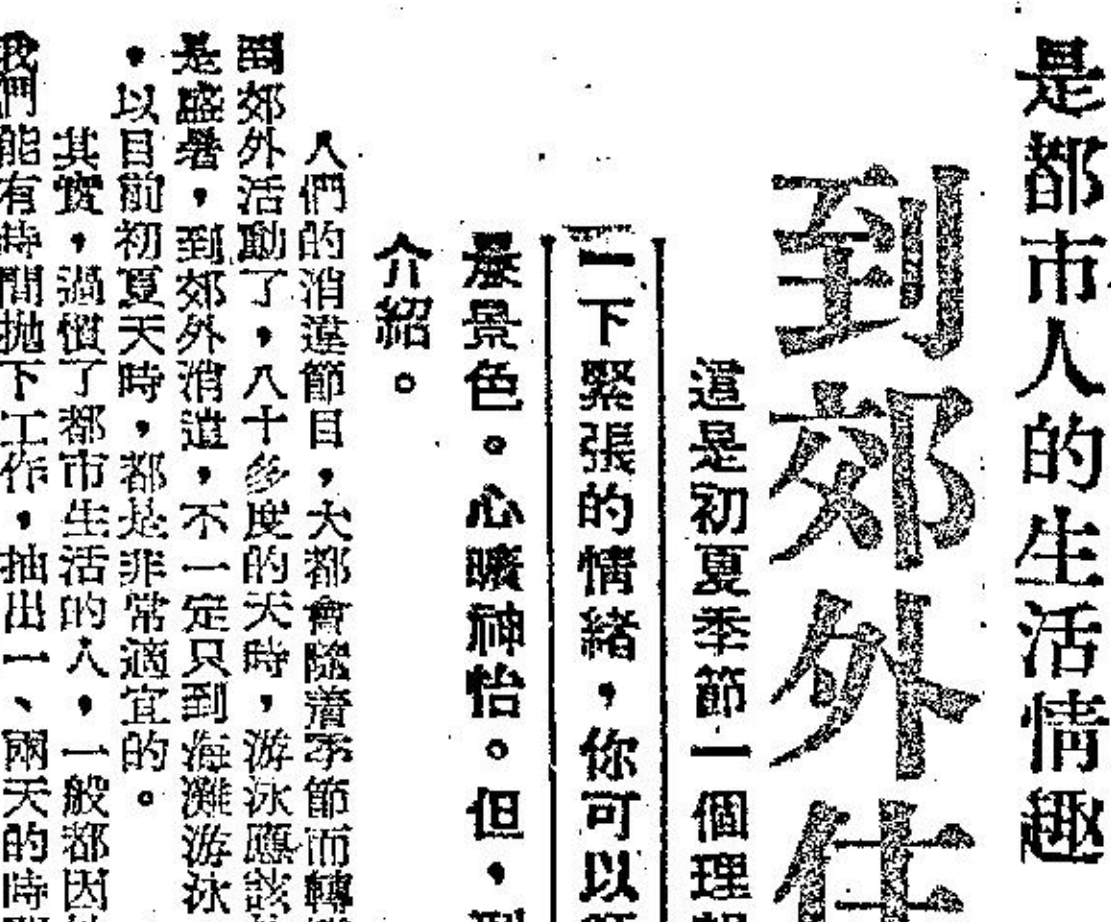 是都市人的生活情趣
到郊外住
這是初夏季節一個理
一下緊張的情緒，你可以
晨景色。心曠神怡。但，到
介紹。
人們的消遣節目，大都會隨着季節而轉
到郊外活動了，八十多度的天時，游泳應該
是盛暑，到郊外消遣，不一定只到海灘游泳
，以目前初夏天時，都是非常適宜的。
其實，過慣了都市生活的人，一般都因
我們能有時間拋下工作，抽出一、兩天的時